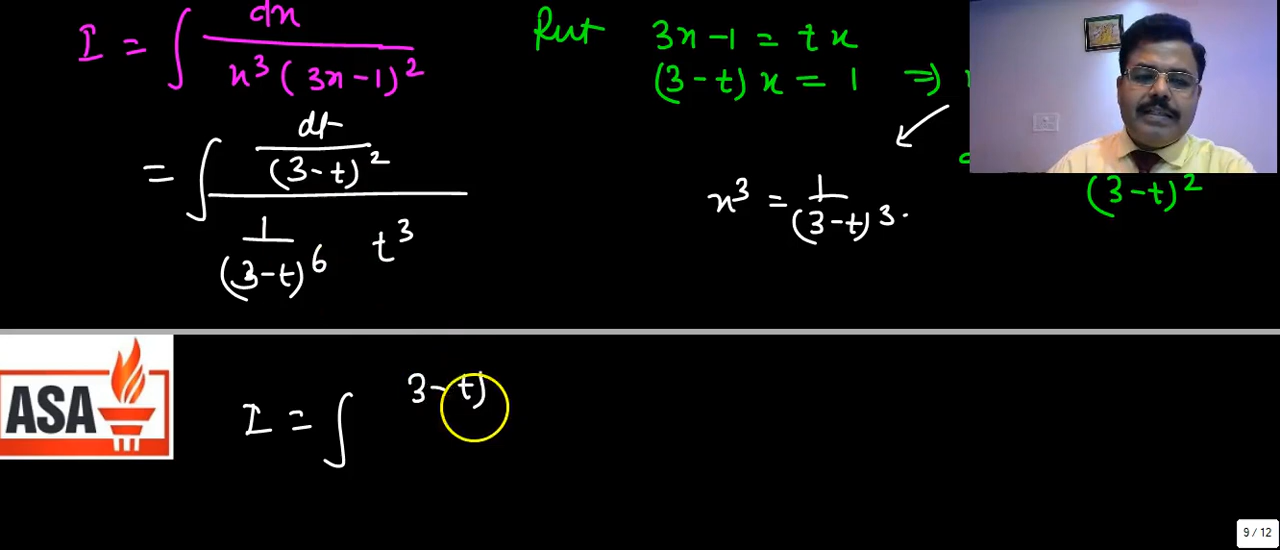 I = ∫ dx / x³(3x-1)²
Put 3x-1 = tx
(3-t)x = 1 ⇒
= ∫ dt/(3-t)² / 1/(3-t)⁶ t³
x³ = 1/(3-t)³.
(3-t)²
ASA
I = ∫ 3-t)
9 / 12